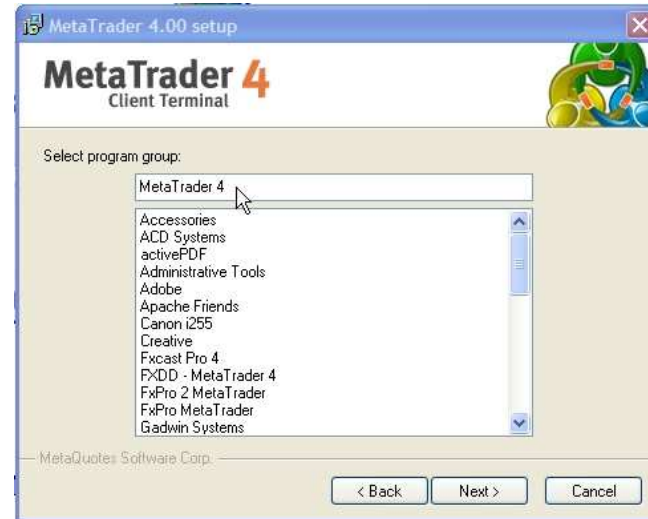 MetaTrader 4.00 setup
MetaTrader 4
Client Terminal
Select program group:
MetaTrader 4
Accessories
ACD Systems
activePDF
Administrative Tools
Adobe
Apache Friends
Canon i255
Creative
Fxcast Pro 4
FXDD - MetaTrader 4
FxPro 2 MetaTrader
FxPro MetaTrader
Gadwin Systems
MetaQuotes Software Corp.
< Back Next > Cancel